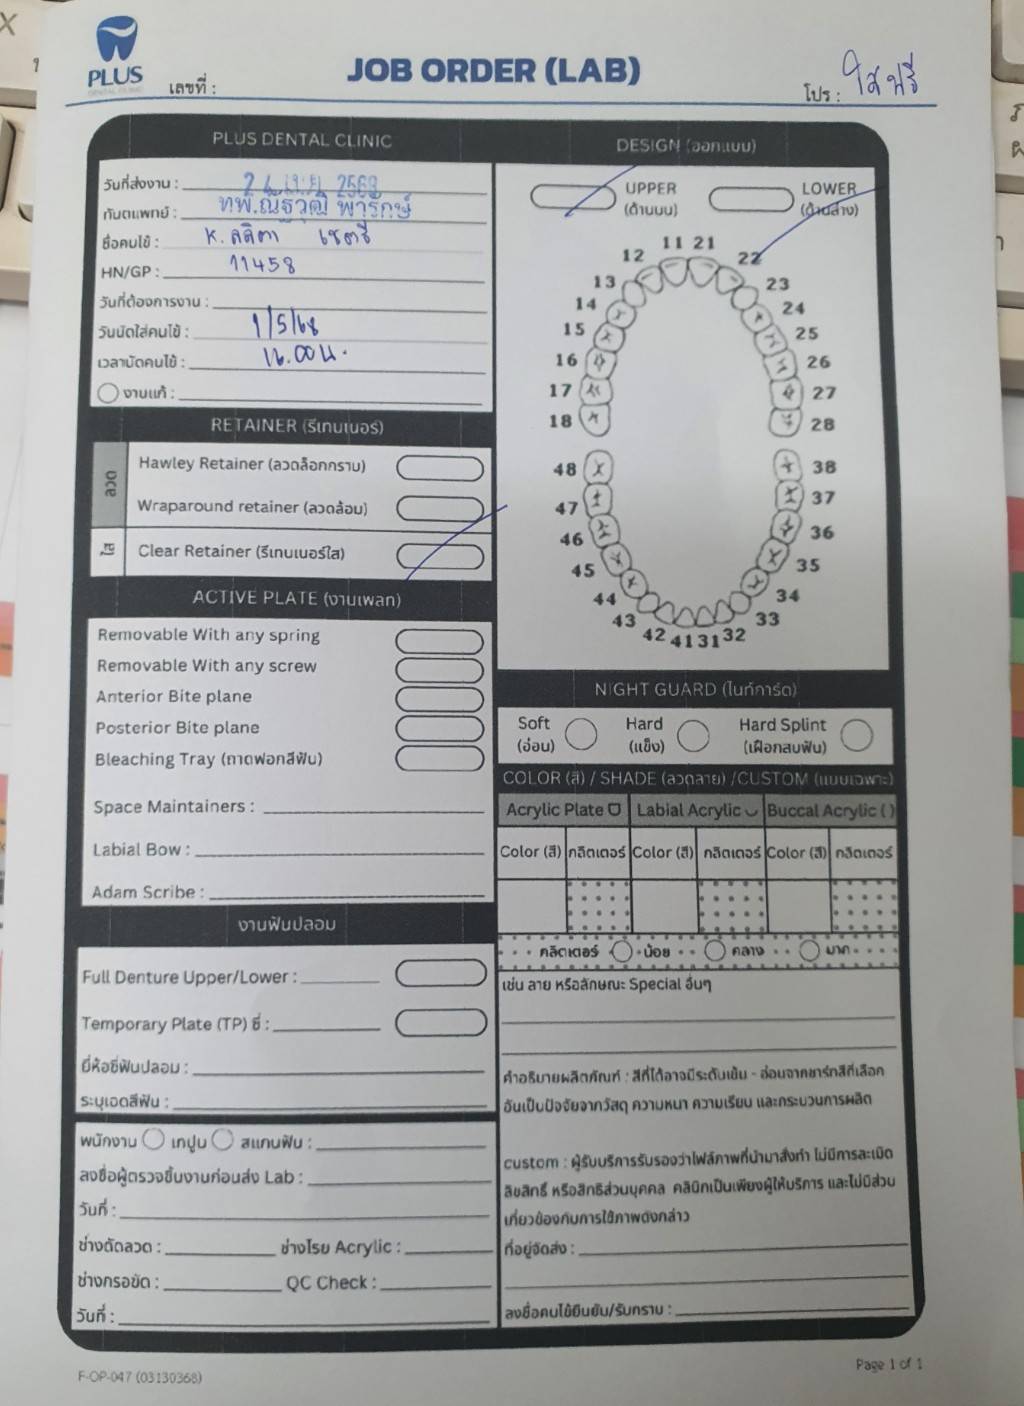 PLUS
DENTAL CLINIC
เลขที่ :
JOB ORDER (LAB)
โปร : ใสฟรี
PLUS DENTAL CLINIC
วันที่ส่งงาน : 2568
ทันตแพทย์ : ทพ.ณัฐวุฒิ พารักษ์
ชื่อคนไข้ : K. ลลิตา เชตรี
HN/GP : 11458
วันที่ต้องการงาน :
วันนัดใส่คนไข้ : 1/5/68
เวลานัดคนไข้ : 16.00 น.
งานแก้ :
RETAINER (รีเทนเนอร์)
ลวด
Hawley Retainer (ลวดล็อกกราม)
Wraparound retainer (ลวดล้อม)
ใส
Clear Retainer (รีเทนเนอร์ใส)
ACTIVE PLATE (งานเพลท)
Removable With any spring
Removable With any screw
Anterior Bite plane
Posterior Bite plane
Bleaching Tray (ถาดฟอกสีฟัน)
Space Maintainers :
Labial Bow :
Adam Scribe :
งานฟันปลอม
Full Denture Upper/Lower :
Temporary Plate (TP) ซี่ :
ยี่ห้อซี่ฟันปลอม :
ระบุเฉดสีฟัน :
พนักงาน เทปูน สแกนฟัน :
ลงชื่อผู้ตรวจชิ้นงานก่อนส่ง Lab :
วันที่ :
ช่างดัดลวด : ช่างโรย Acrylic :
ช่างกรอขัด : QC Check :
วันที่ :
DESIGN (ออกแบบ)
UPPER
(ด้านบน)
LOWER
(ด้านล่าง)
11 21
12 22
13 23
14 24
15 25
16 26
17 27
18 28
48 38
47 37
46 36
45 35
44 34
43 33
42 41 31 32
NIGHT GUARD (ไนท์การ์ด)
Soft
(อ่อน)
Hard
(แข็ง)
Hard Splint
(เฝือกสบฟัน)
COLOR (สี) / SHADE (ลวดลาย) /CUSTOM (แบบเฉพาะ)
Acrylic Plate Labial Acrylic Buccal Acrylic ( )
Color (สี) กลิตเตอร์ Color (สี) กลิตเตอร์ Color (สี) กลิตเตอร์
กลิตเตอร์ น้อย กลาง มาก
เช่น ลาย หรือลักษณะ Special อื่นๆ
คำอธิบายผลิตภัณฑ์ : สีที่ได้อาจมีระดับเข้ม - อ่อนจากชาร์ทสีที่เลือก
อันเป็นปัจจัยจากวัสดุ ความหนา ความเรียบ และกระบวนการผลิต
custom : ผู้รับบริการรับรองว่าไฟล์ภาพที่นำมาสั่งทำ ไม่มีการละเมิด
ลิขสิทธิ์ หรือสิทธิส่วนบุคคล คลินิกเป็นเพียงผู้ให้บริการ และไม่มีส่วน
เกี่ยวข้องกับการใช้ภาพดังกล่าว
ที่อยู่จัดส่ง :
ลงชื่อคนไข้ยืนยัน/รับทราบ :
F-OP-047 (03130368)
Page 1 of 1